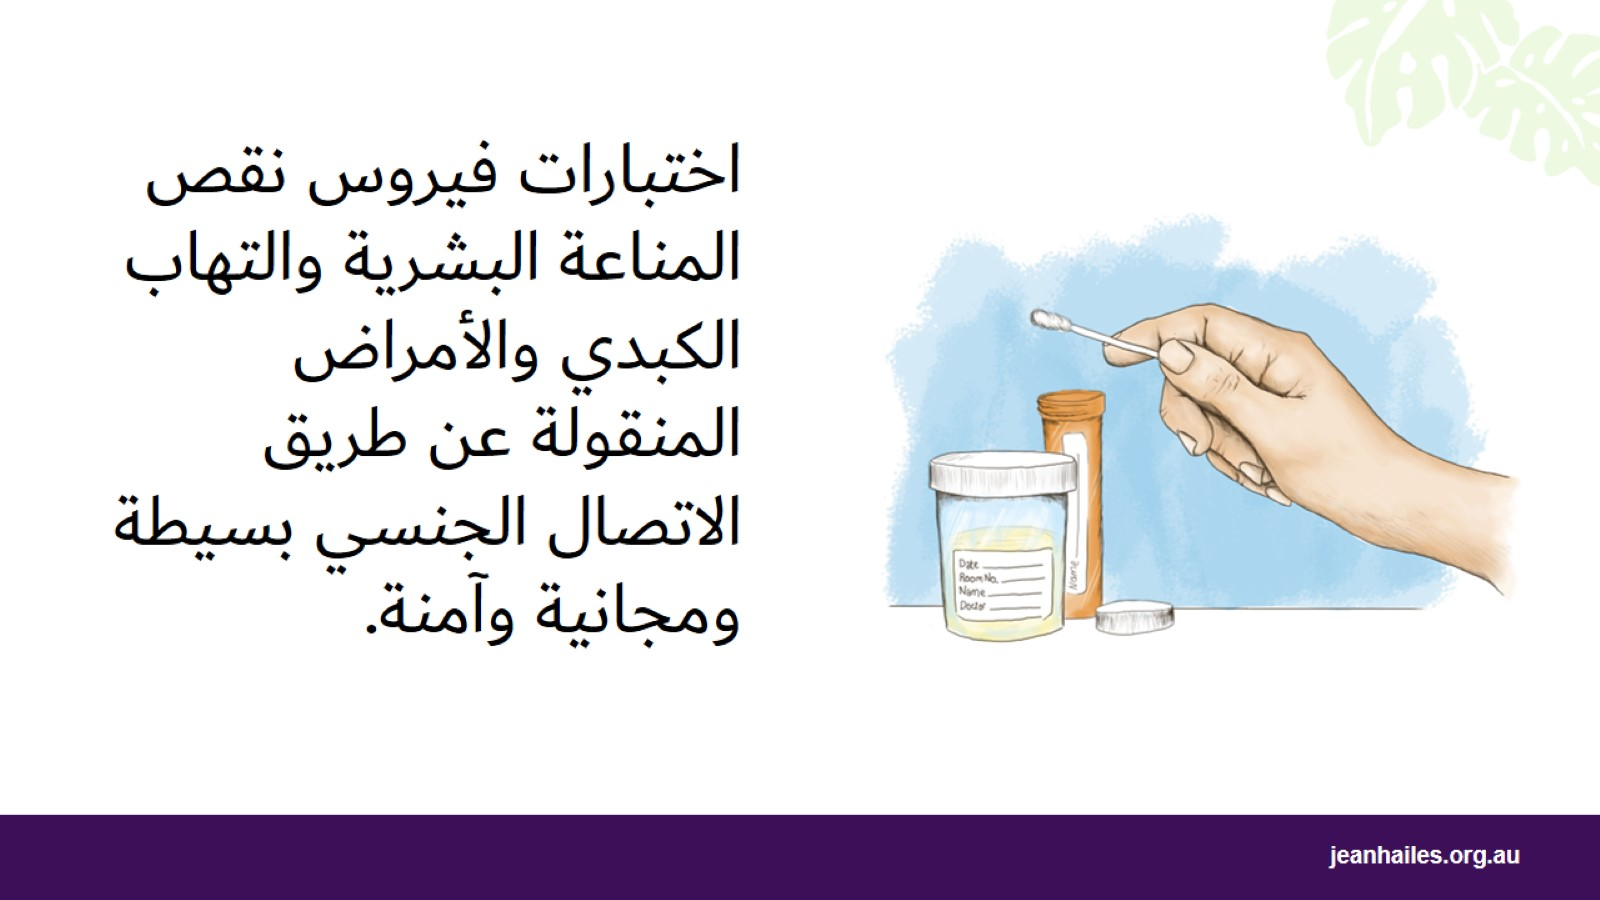 اختبارات فيروس نقص
المناعة البشرية والتهاب
الكبدي والأمراض
المنقولة عن طريق
الاتصال الجنسي بسيطة
ومجانية وآمنة.
Name
Date
Room No.
Name
Doctor
jeanhailes.org.au